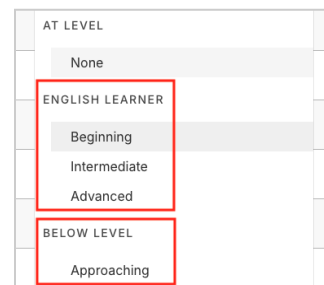 AT LEVEL
None
ENGLISH LEARNER
Beginning
Intermediate
Advanced
BELOW LEVEL
Approaching